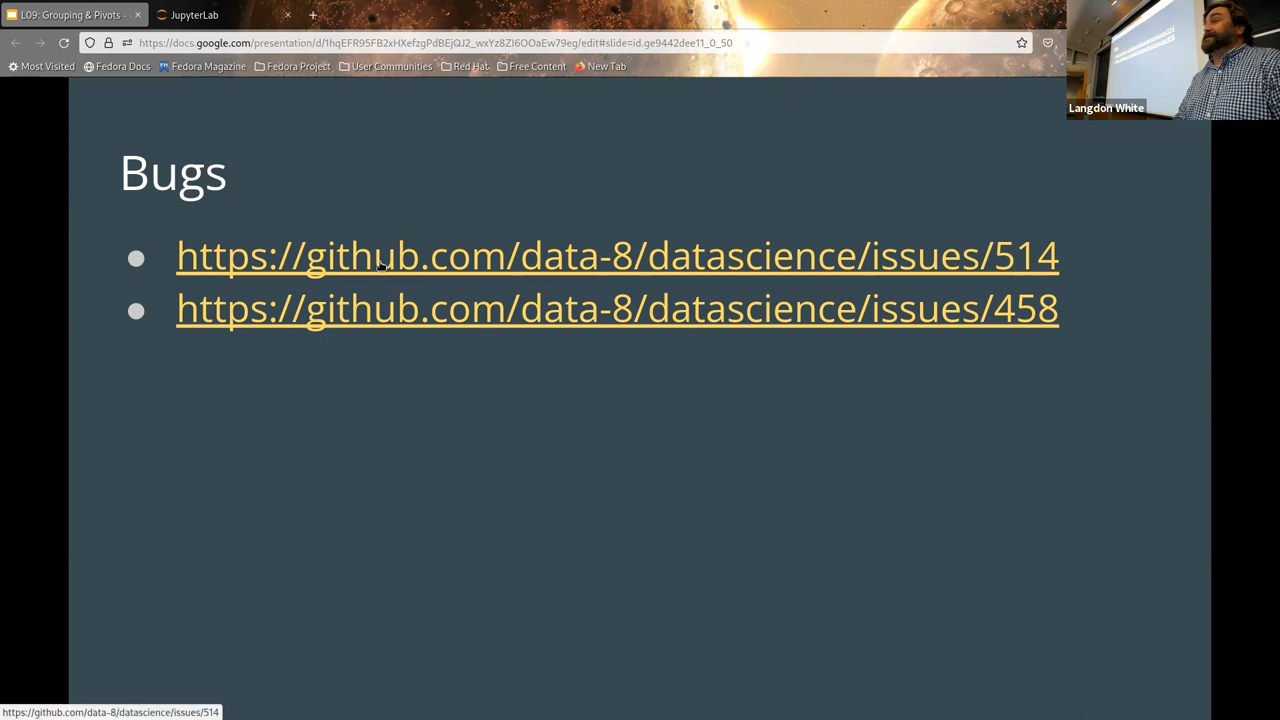 L09: Grouping & Pivots -
JupyterLab
https://docs.google.com/presentation/d/1hqEFR95FB2xHXefzgPdBEjQJ2_wxYz8ZI6OOaEw79eg/edit#slide=id.ge9442dee11_0_50
Most Visited
Fedora Docs
Fedora Magazine
Fedora Project
User Communities
Red Hat
Free Content
New Tab
Langdon White
Bugs
https://github.com/data-8/datascience/issues/514
https://github.com/data-8/datascience/issues/458
https://github.com/data-8/datascience/issues/514